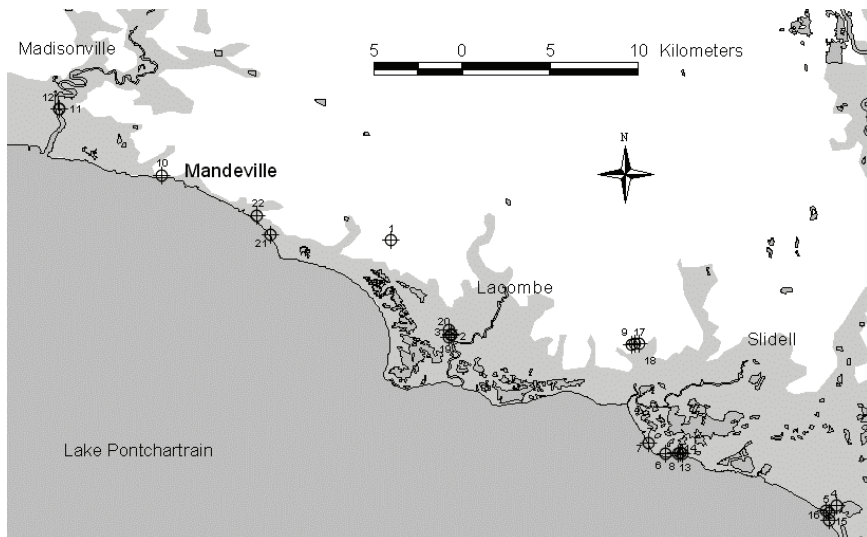 Madisonville
5 0 5 10 Kilometers
12 11
N
10 Mandeville
22
21
1
Lacombe
20
3 2
19
9 17
18
Slidell
7
14
6 8 13
Lake Pontchartrain
4
5
16 15